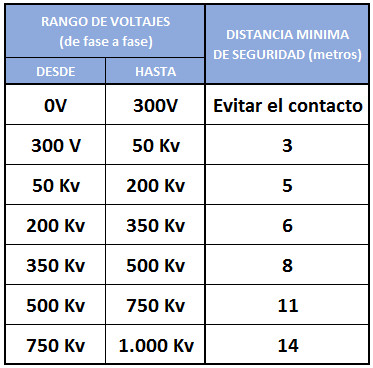 RANGO DE VOLTAJES
(de fase a fase)
DISTANCIA MINIMA
DE SEGURIDAD (metros)
DESDE HASTA
0V 300V Evitar el contacto
300 V 50 Kv 3
50 Kv 200 Kv 5
200 Kv 350 Kv 6
350 Kv 500 Kv 8
500 Kv 750 Kv 11
750 Kv 1.000 Kv 14